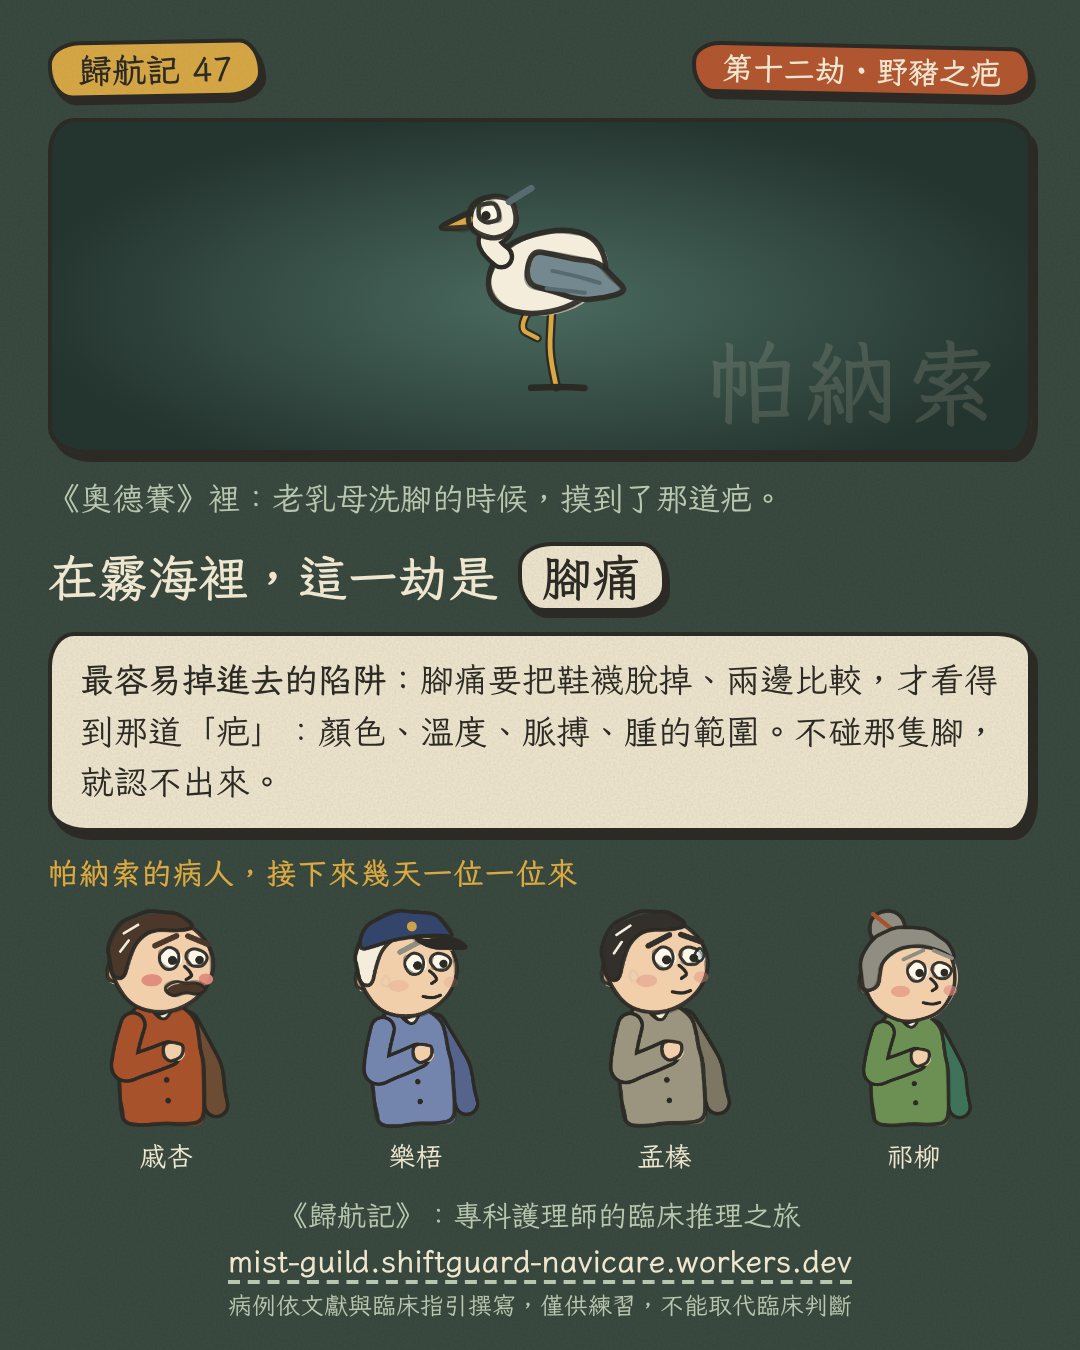 歸航記 47
第十二劫・野豬之疤
帕納索
《奧德賽》裡：老乳母洗腳的時候，摸到了那道疤。
在霧海裡，這一劫是 腳痛
最容易掉進去的陷阱：腳痛要把鞋襪脫掉、兩邊比較，才看得
到那道「疤」：顏色、溫度、脈搏、腫的範圍。不碰那隻腳，
就認不出來。
帕納索的病人，接下來幾天一位一位來
戚杏
樂梧
孟榛
祁柳
《歸航記》：專科護理師的臨床推理之旅
mist-guild.shiftguard-navicare.workers.dev
病例依文獻與臨床指引撰寫，僅供練習，不能取代臨床判斷